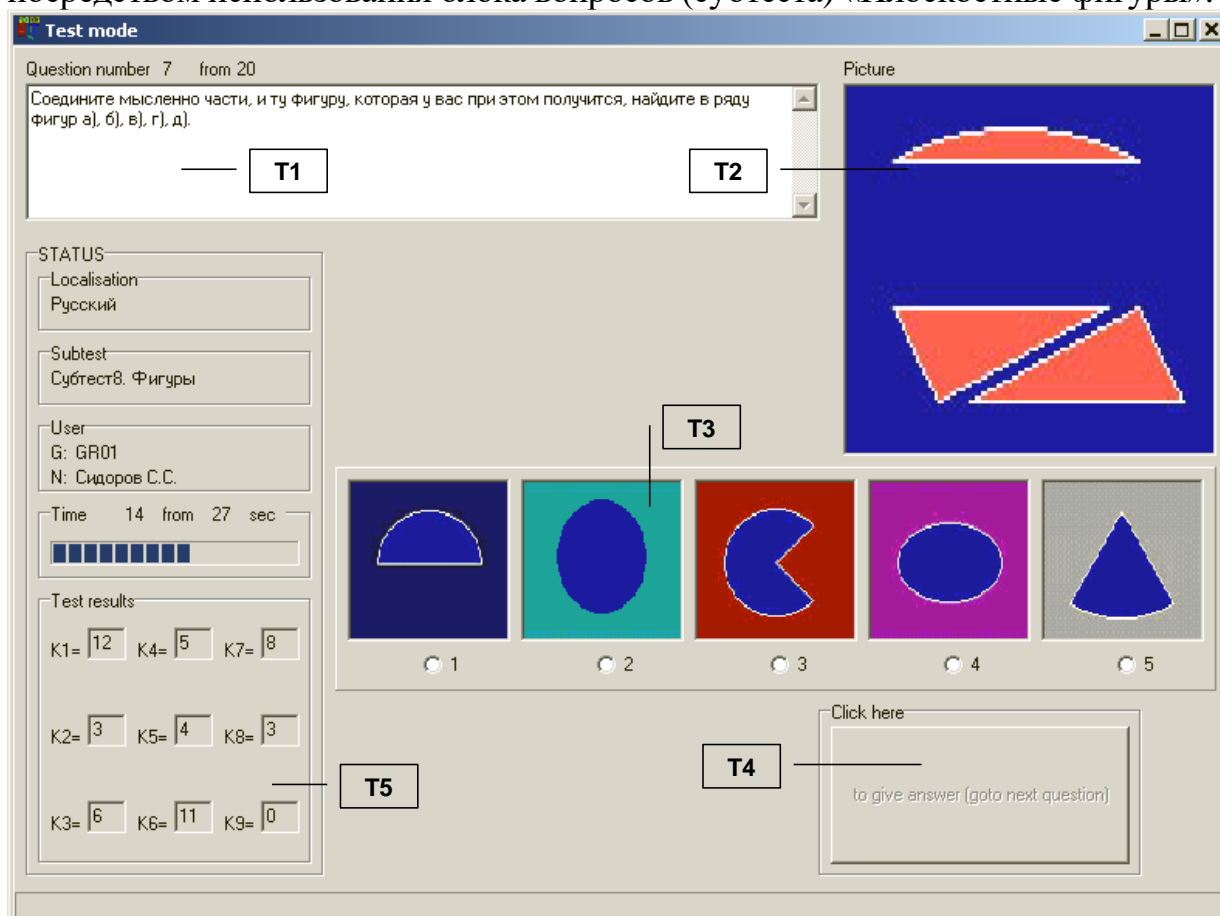 посредством использования блока вопросов (субтеста) «Плоскостные фигуры».
Test mode
Question number 7 from 20
Соедините мысленно части, и ту фигуру, которая у вас при этом получится, найдите в ряду
фигур а), б), в), г), д).
T1
Picture
T2
STATUS
Localisation
Русский
Subtest
Субтест8. Фигуры
User
G: GR01
N: Сидоров С.С.
Time 14 from 27 sec
Test results
K1= 12 K4= 5 K7= 8
K2= 3 K5= 4 K8= 3
K3= 6 K6= 11 K9= 0
T5
T3
1 2 3 4 5
Click here
T4
to give answer (goto next question)